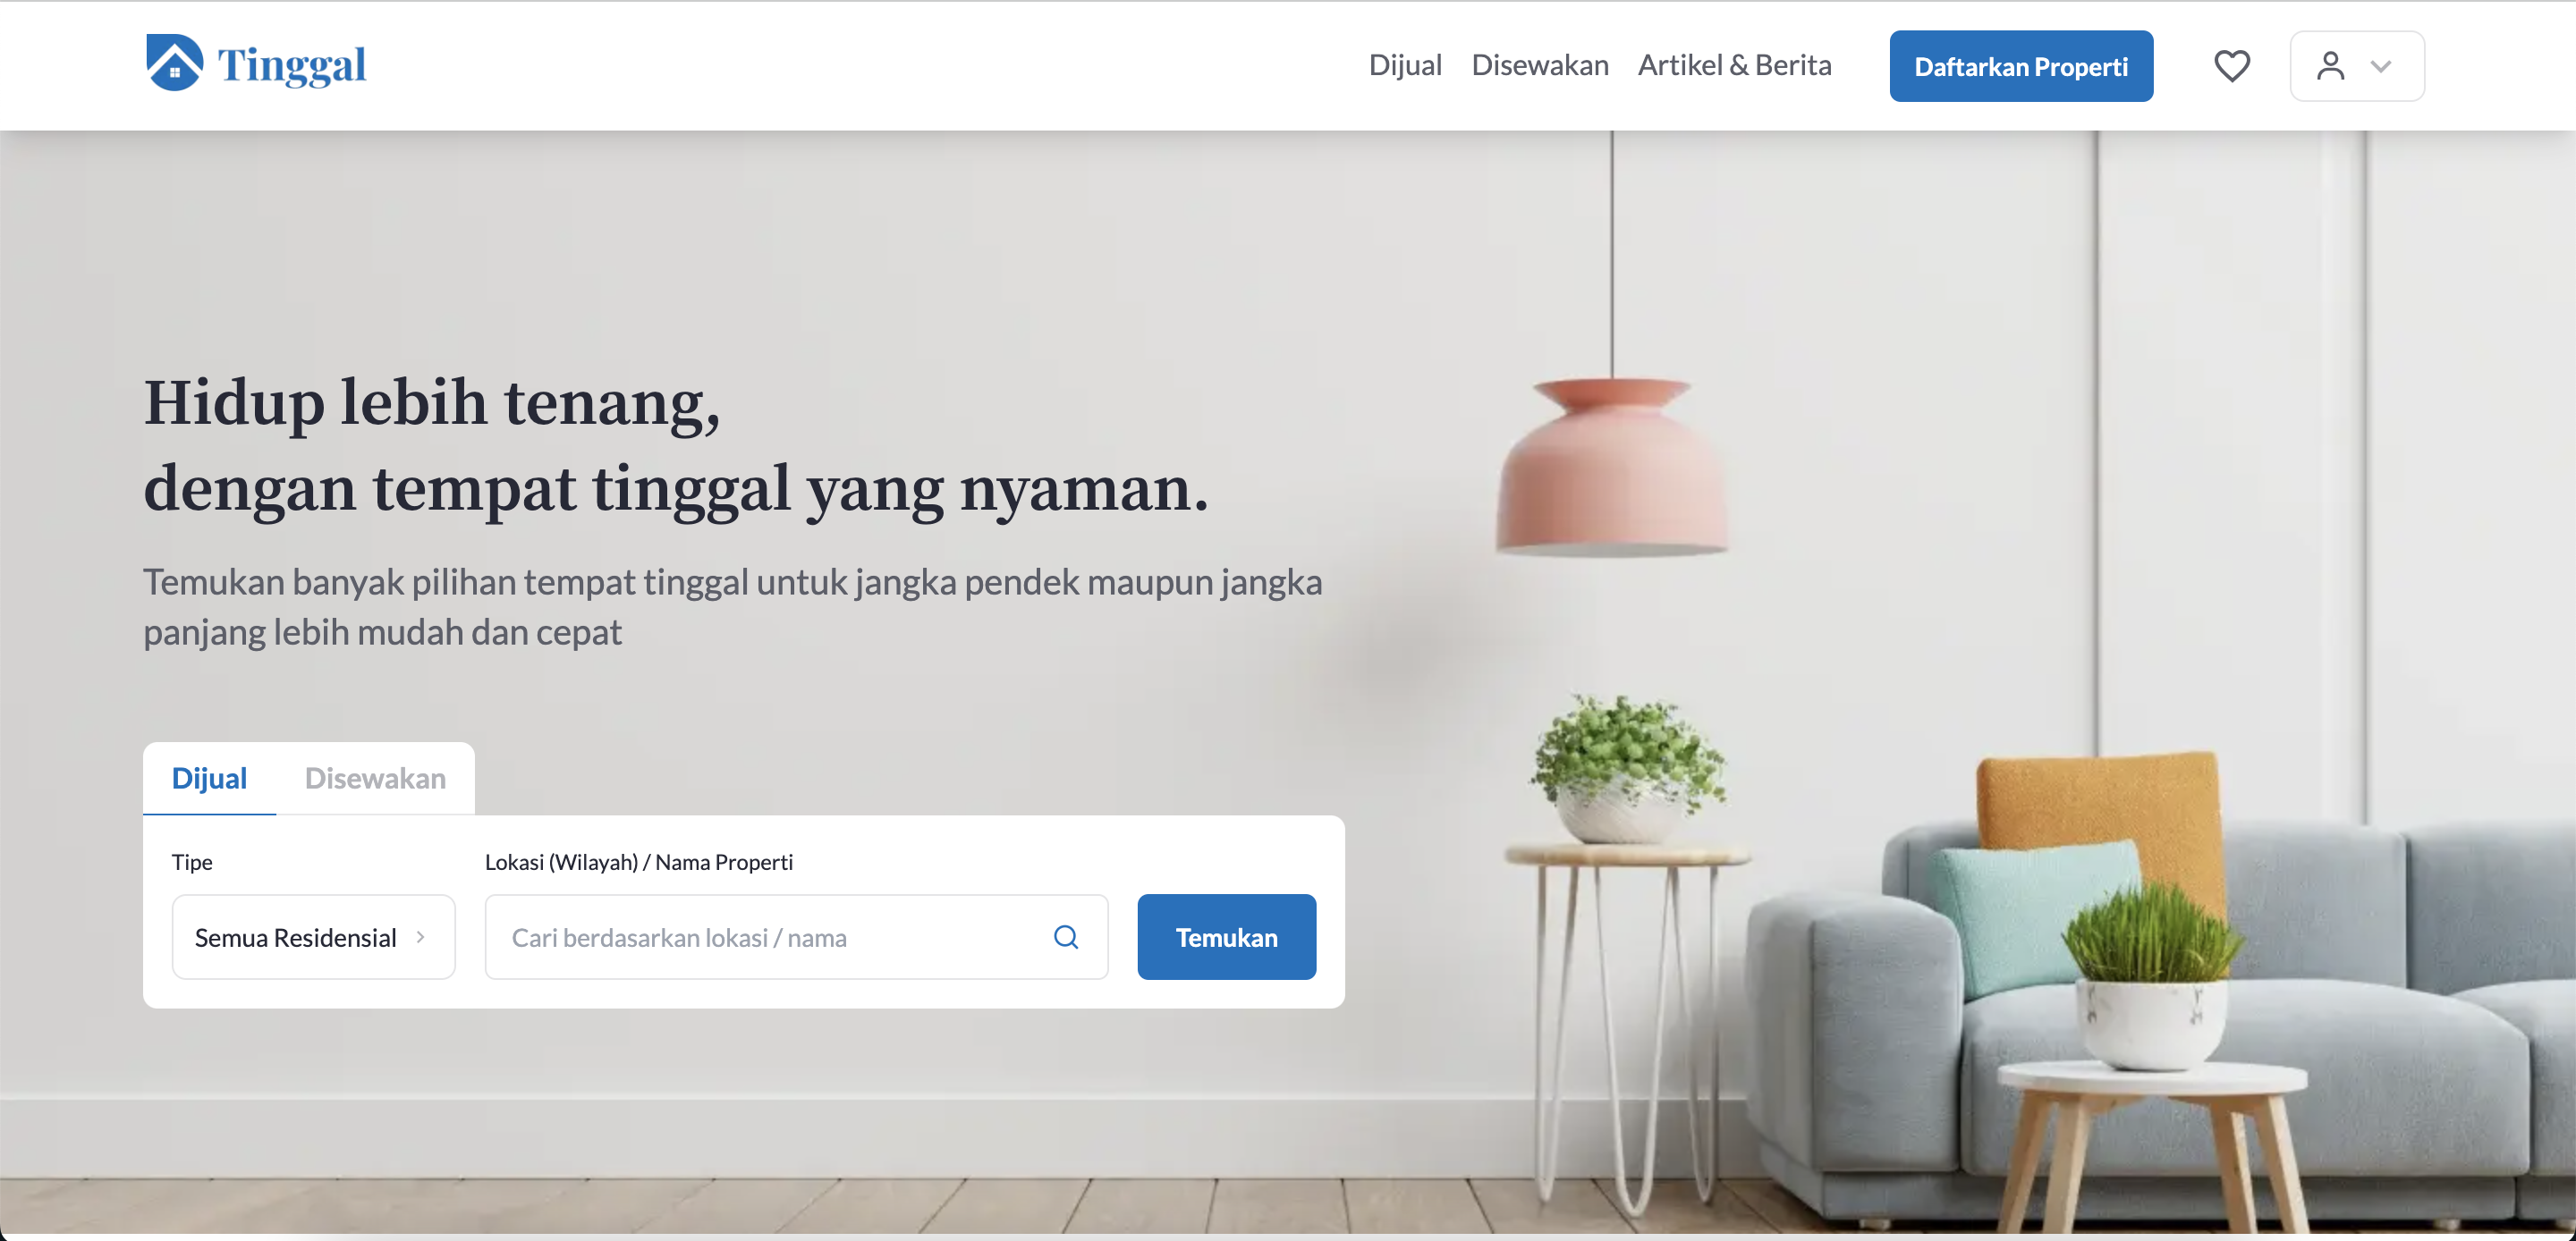 Tinggal
Dijual
Disewakan
Artikel & Berita
Daftarkan Properti
Hidup lebih tenang,
dengan tempat tinggal yang nyaman.
Temukan banyak pilihan tempat tinggal untuk jangka pendek maupun jangka
panjang lebih mudah dan cepat
Dijual
Disewakan
Tipe
Lokasi (Wilayah) / Nama Properti
Semua Residensial
Cari berdasarkan lokasi / nama
Temukan